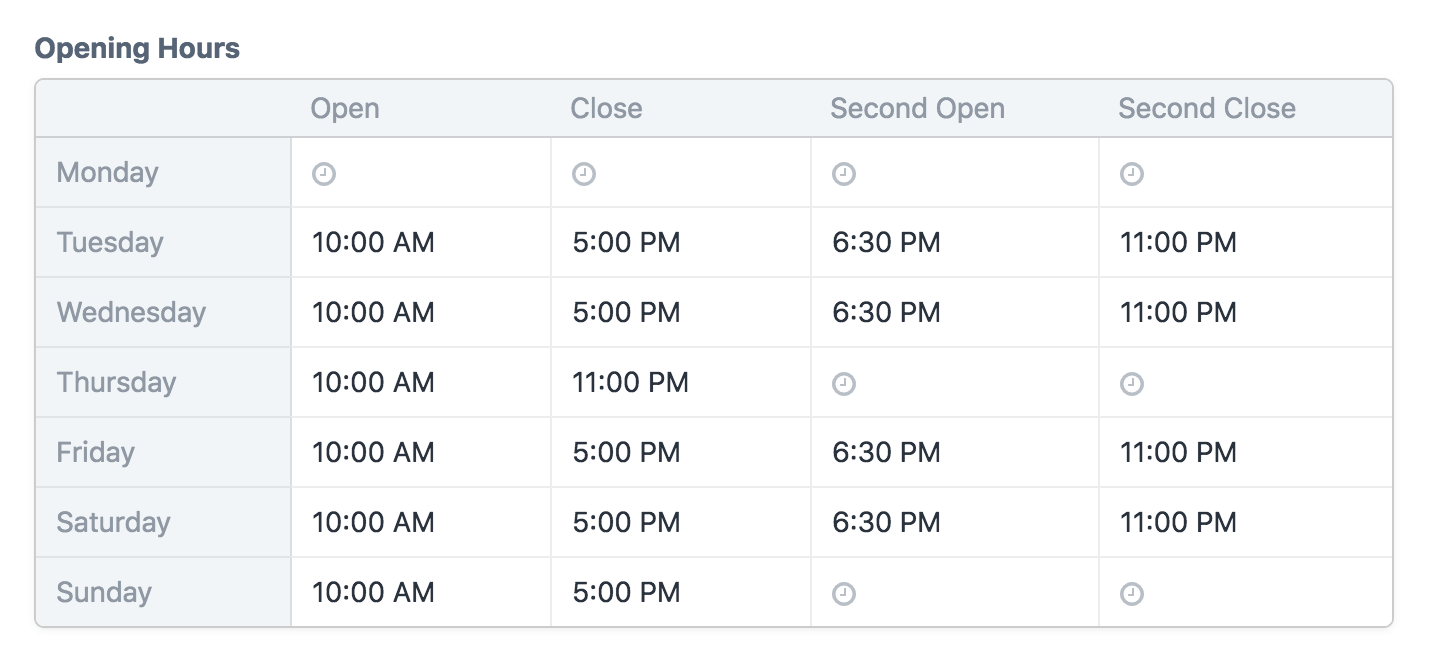 Opening Hours
Open Close Second Open Second Close
Monday
Tuesday 10:00 AM 5:00 PM 6:30 PM 11:00 PM
Wednesday 10:00 AM 5:00 PM 6:30 PM 11:00 PM
Thursday 10:00 AM 11:00 PM
Friday 10:00 AM 5:00 PM 6:30 PM 11:00 PM
Saturday 10:00 AM 5:00 PM 6:30 PM 11:00 PM
Sunday 10:00 AM 5:00 PM